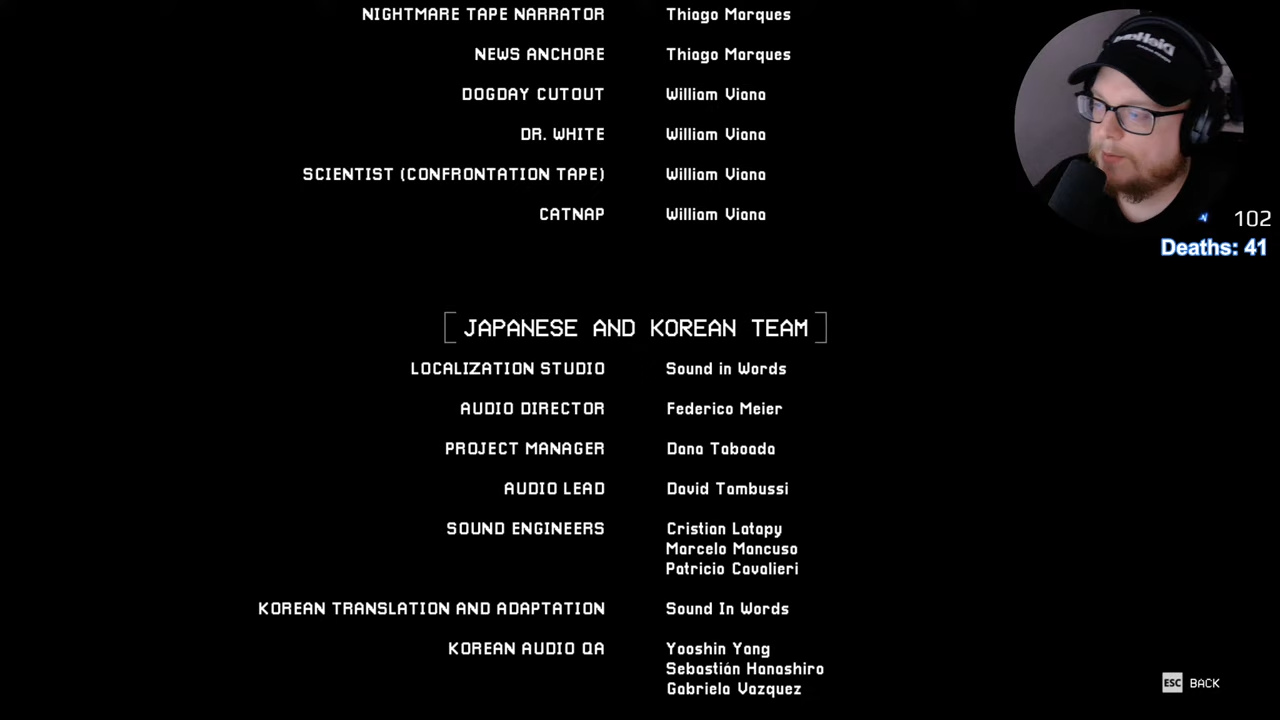 NIGHTMARE TAPE NARRATOR Thiago Marques
NEWS ANCHORE Thiago Marques
DOGDAY CUTOUT William Viana
DR. WHITE William Viana
SCIENTIST (CONFRONTATION TAPE) William Viana
CATNAP William Viana
102
Deaths: 41
JAPANESE AND KOREAN TEAM
LOCALIZATION STUDIO Sound in Words
AUDIO DIRECTOR Federico Meier
PROJECT MANAGER Dana Taboada
AUDIO LEAD David Tambussi
SOUND ENGINEERS Cristian Latapy
Marcelo Mancuso
Patricio Cavalieri
KOREAN TRANSLATION AND ADAPTATION Sound In Words
KOREAN AUDIO QA Yooshin Yang
Sebastián Hanashiro
Gabriela Vazquez
ESC BACK